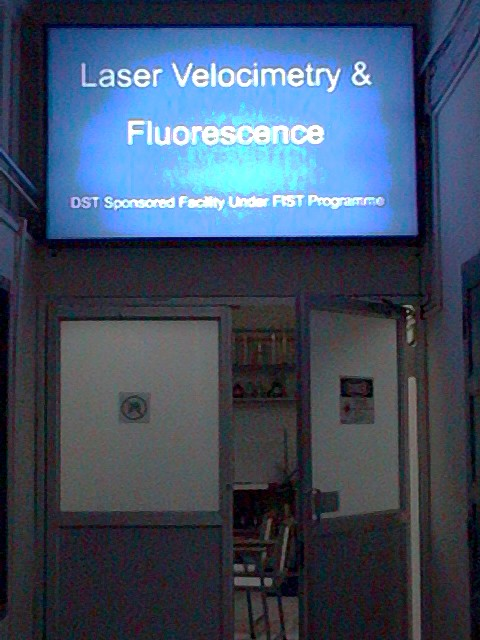 Laser Velocimetry &
Fluorescence
DST Sponsored Facility Under FIST Programme